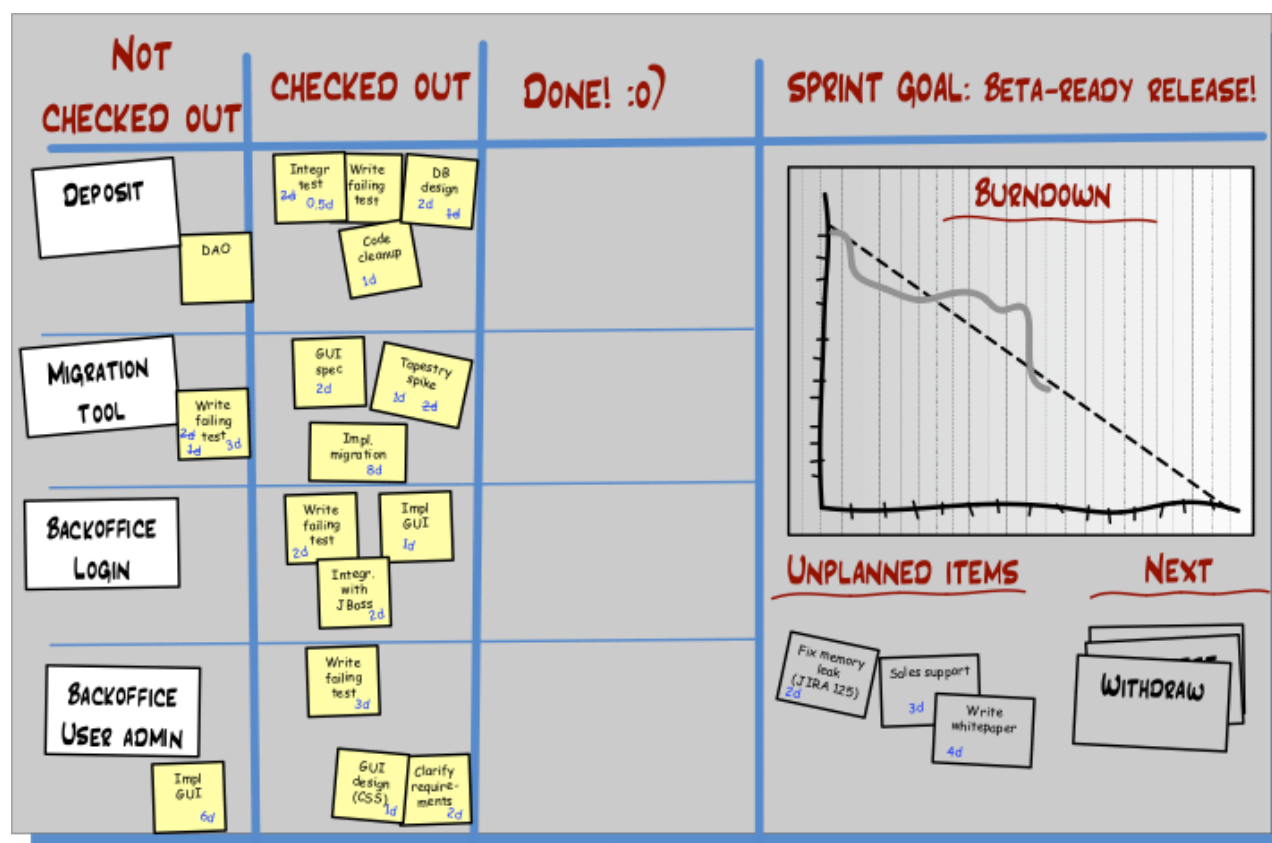 NOT
CHECKED OUT
CHECKED OUT
DONE! :o)
SPRINT GOAL: BETA-READY RELEASE!
DEPOSIT
DAO
Integr
test
2d 0.5d
Write
failing
test
DB
design
2d 1d
Code
cleanup
1d
MIGRATION
TOOL
Write
failing
2d test 3d
1d
GUI
spec
2d
Tapestry
spike
1d 2d
Impl.
migration
8d
BACKOFFICE
LOGIN
Write
failing
test
2d
Impl
GUI
1d
Integr.
with
JBoss
2d
BACKOFFICE
USER ADMIN
Impl
GUI
6d
Write
failing
test
3d
GUI
design
(CSS)
1d
Clarify
require-
ments
2d
BURNDOWN
UNPLANNED ITEMS
Fix memory
leak
(JIRA 125)
2d
Sales support
3d
Write
whitepaper
4d
NEXT
WITHDRAW